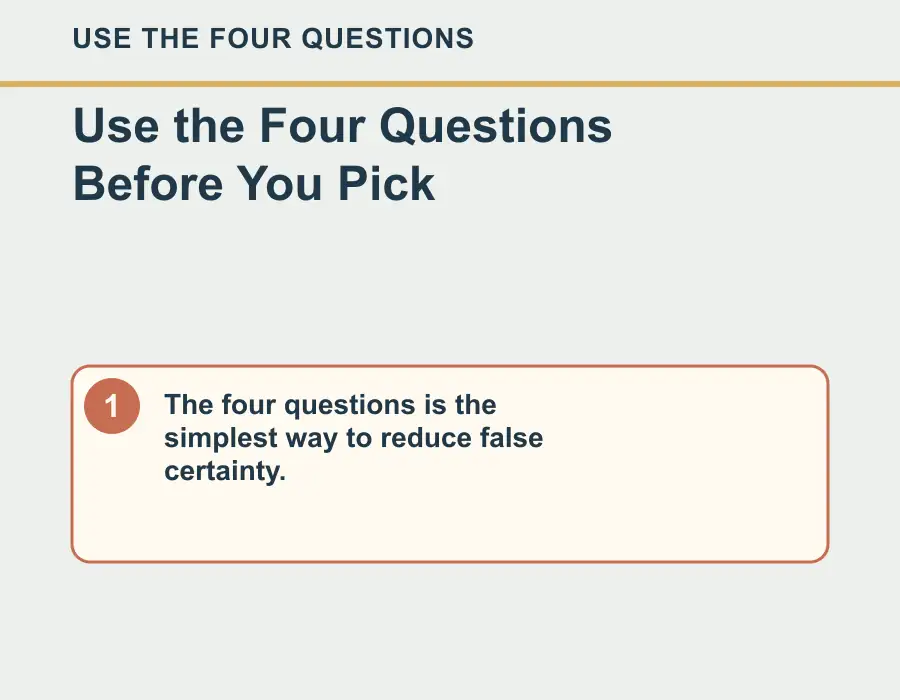 USE THE FOUR QUESTIONS
Use the Four Questions
Before You Pick
1
The four questions is the
simplest way to reduce false
certainty.